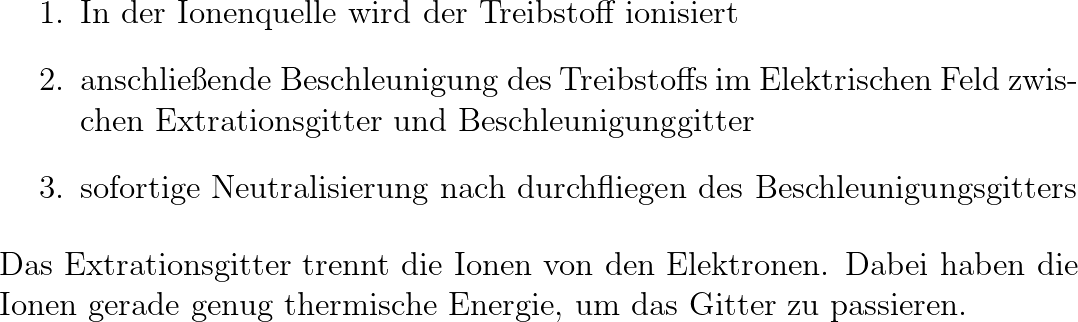 1. In der Ionenquelle wird der Treibstoff ionisiert
2. anschließende Beschleunigung des Treibstoffs im Elektrischen Feld zwis-
chen Extrationsgitter und Beschleunigunggitter
3. sofortige Neutralisierung nach durchfliegen des Beschleunigungsgitters
Das Extrationsgitter trennt die Ionen von den Elektronen. Dabei haben die
Ionen gerade genug thermische Energie, um das Gitter zu passieren.